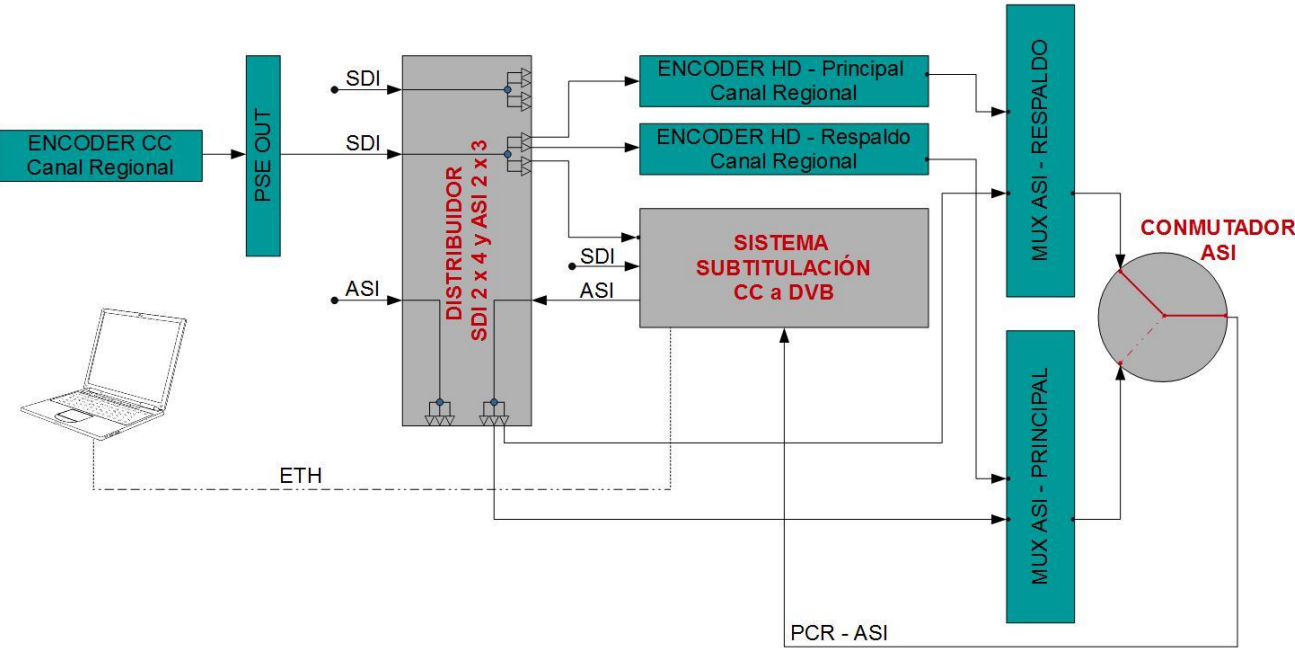 ENCODER CC
Canal Regional
PSE OUT
SDI
SDI
ASI
DISTRIBUIDOR
SDI 2 x 4 y ASI 2 x 3
ENCODER HD - Principal
Canal Regional
ENCODER HD - Respaldo
Canal Regional
SISTEMA
SUBTITULACIÓN
CC a DVB
SDI
ASI
MUX ASI - RESPALDO
CONMUTADOR
ASI
MUX ASI - PRINCIPAL
ETH
PCR - ASI